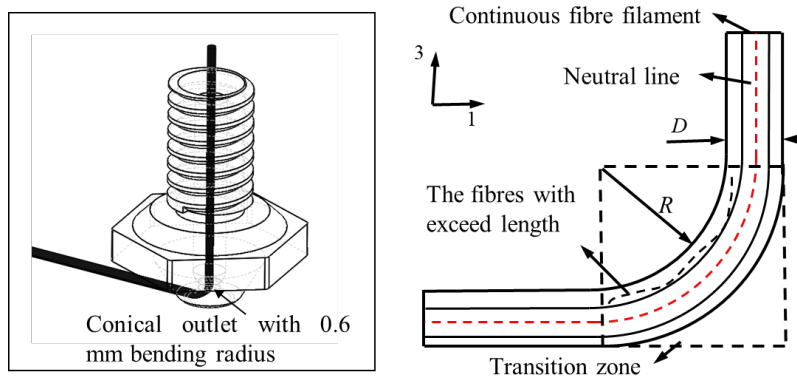 Conical outlet with 0.6
mm bending radius
Continuous fibre filament
Neutral line
3
1
D
The fibres with
exceed length
R
Transition zone